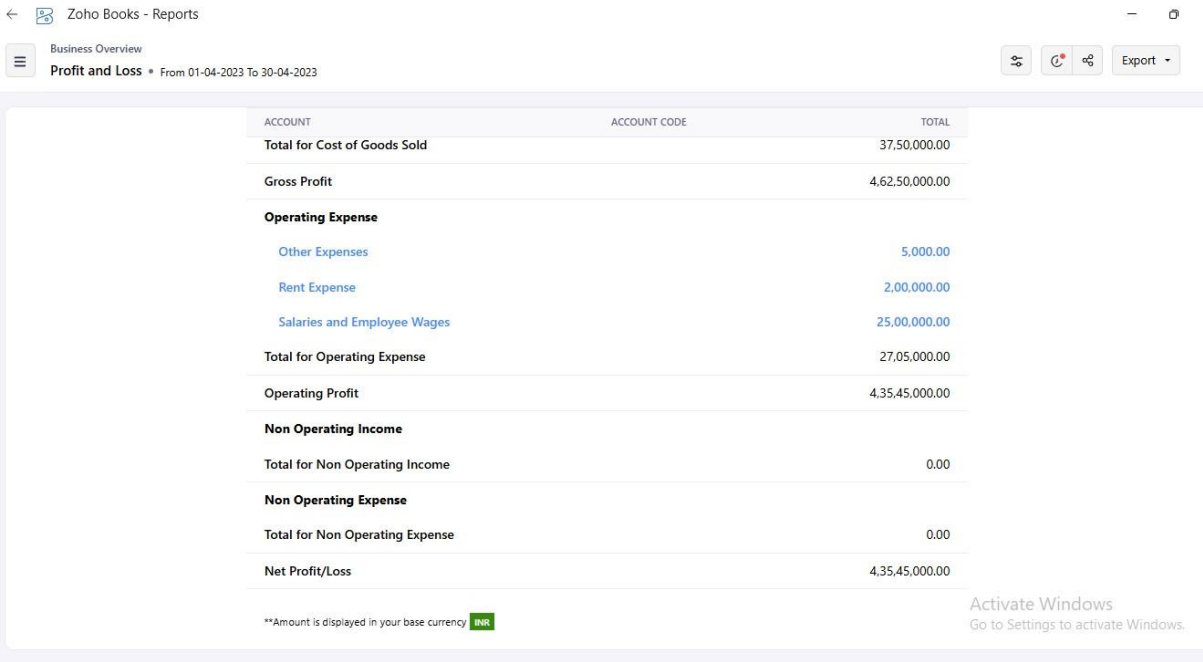 Zoho Books - Reports
Business Overview
Profit and Loss • From 01-04-2023 To 30-04-2023
Export
ACCOUNT ACCOUNT CODE TOTAL
Total for Cost of Goods Sold 37,50,000.00
Gross Profit 4,62,50,000.00
Operating Expense
Other Expenses 5,000.00
Rent Expense 2,00,000.00
Salaries and Employee Wages 25,00,000.00
Total for Operating Expense 27,05,000.00
Operating Profit 4,35,45,000.00
Non Operating Income
Total for Non Operating Income 0.00
Non Operating Expense
Total for Non Operating Expense 0.00
Net Profit/Loss 4,35,45,000.00
**Amount is displayed in your base currency INR
Activate Windows
Go to Settings to activate Windows.